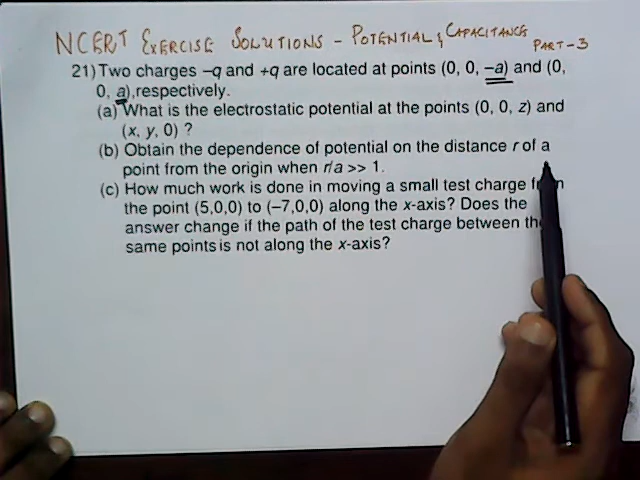 NCERT EXERCISE SOLUTIONS - POTENTIAL & CAPACITANCE
PART-3
21) Two charges –q and +q are located at points (0, 0, –a) and (0,
0, a), respectively.
(a) What is the electrostatic potential at the points (0, 0, z) and
(x, y, 0) ?
(b) Obtain the dependence of potential on the distance r of a
point from the origin when r/a >> 1.
(c) How much work is done in moving a small test charge from
the point (5,0,0) to (–7,0,0) along the x-axis? Does the
answer change if the path of the test charge between the
same points is not along the x-axis?